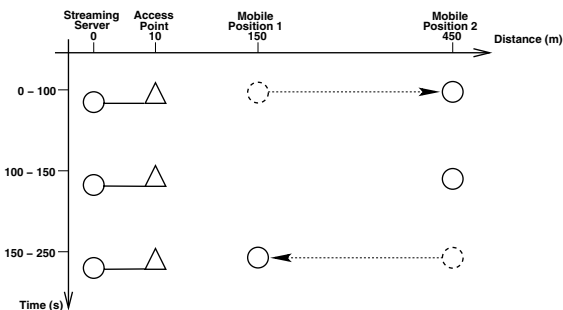 Streaming Server 0
Access Point 10
Mobile Position 1 150
Mobile Position 2 450
Distance (m)
0 – 100
100 – 150
150 – 250
Time (s)